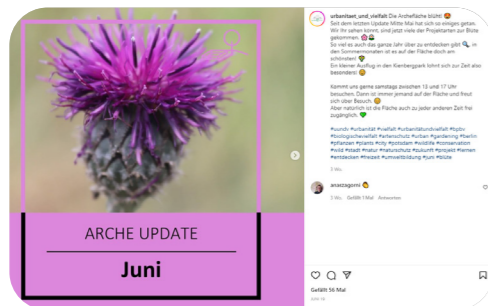 ARCHE UPDATE
Juni
urbanitaet_und_vielfalt Die Archefläche blüht!
Seit dem letzten Update Mitte Mai hat sich so einiges getan.
Wir Ihr sehen könnt, sind jetzt viele der Projektarten zur Blüte
gekommen.
So viel es auch das ganze Jahr über zu entdecken gibt, in
den Sommermonaten ist es auf der Fläche doch am
schönsten!
Ein kleiner Ausflug in den Kienbergpark lohnt sich zur Zeit also
besonders!
Kommt uns gerne samstags zwischen 13 und 17 Uhr
besuchen. Dann ist immer jemand auf der Fläche und freut
sich über Besuch.
Aber natürlich ist die Fläche auch zu jeder anderen Zeit frei
zugänglich.
#uundv #urbanität #vielfalt #urbanitätundvielfalt #bpbv
#biologischevielfalt #artenschutz #urban #gardening #berlin
#pflanzen #plants #city #potsdam #wildlife #conservation
#wild #stadt #natur #naturschutz #zukunft #projekt #lernen
#entdecken #freizeit #umweltbildung #juni #blüte
anazagorni
Gefällt 1 Mal Antworten
Gefällt 56 Mal